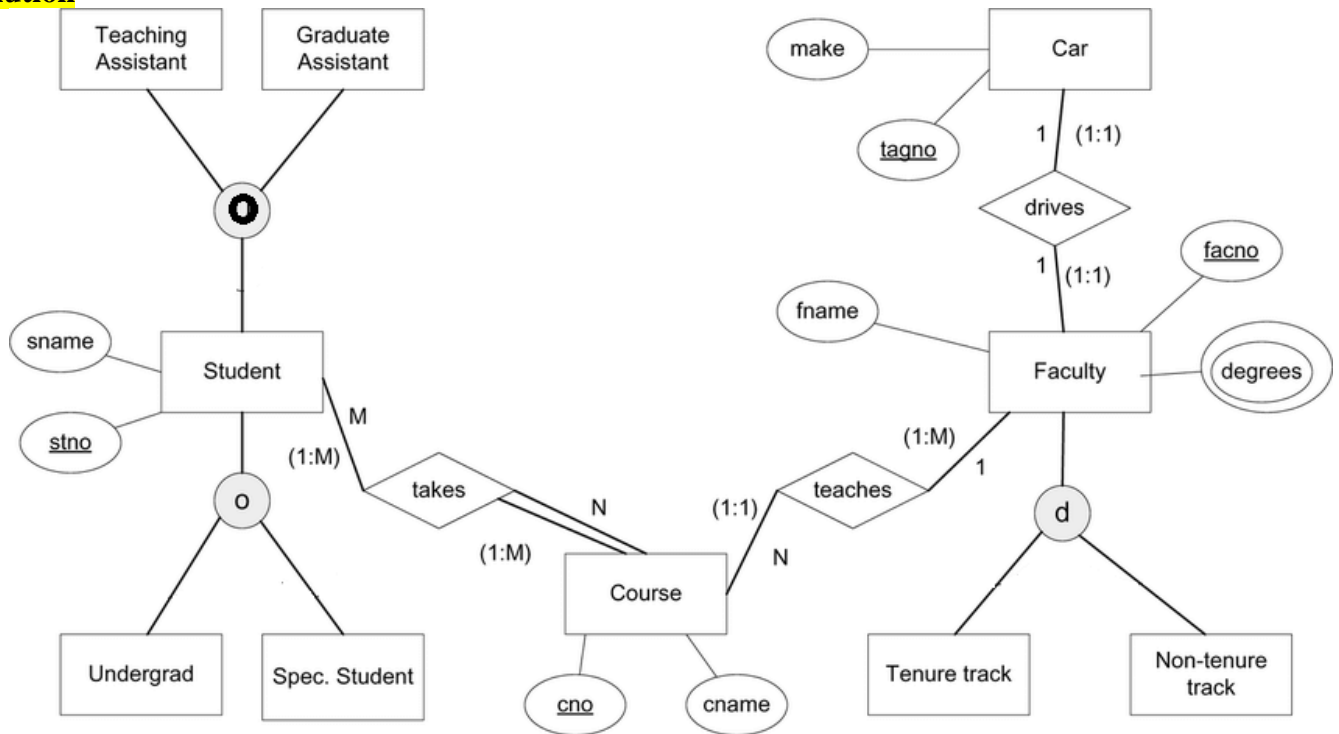 Teaching
Assistant
Graduate
Assistant
make
Car
tagno
1
(1:1)
O
drives
1
(1:1)
facno
fname
sname
Student
Faculty
degrees
stno
M
(1:M)
(1:M)
1
takes
teaches
o
N
(1:1)
d
(1:M)
N
Course
Undergrad
Spec. Student
Tenure track
Non-tenure
track
cno
cname